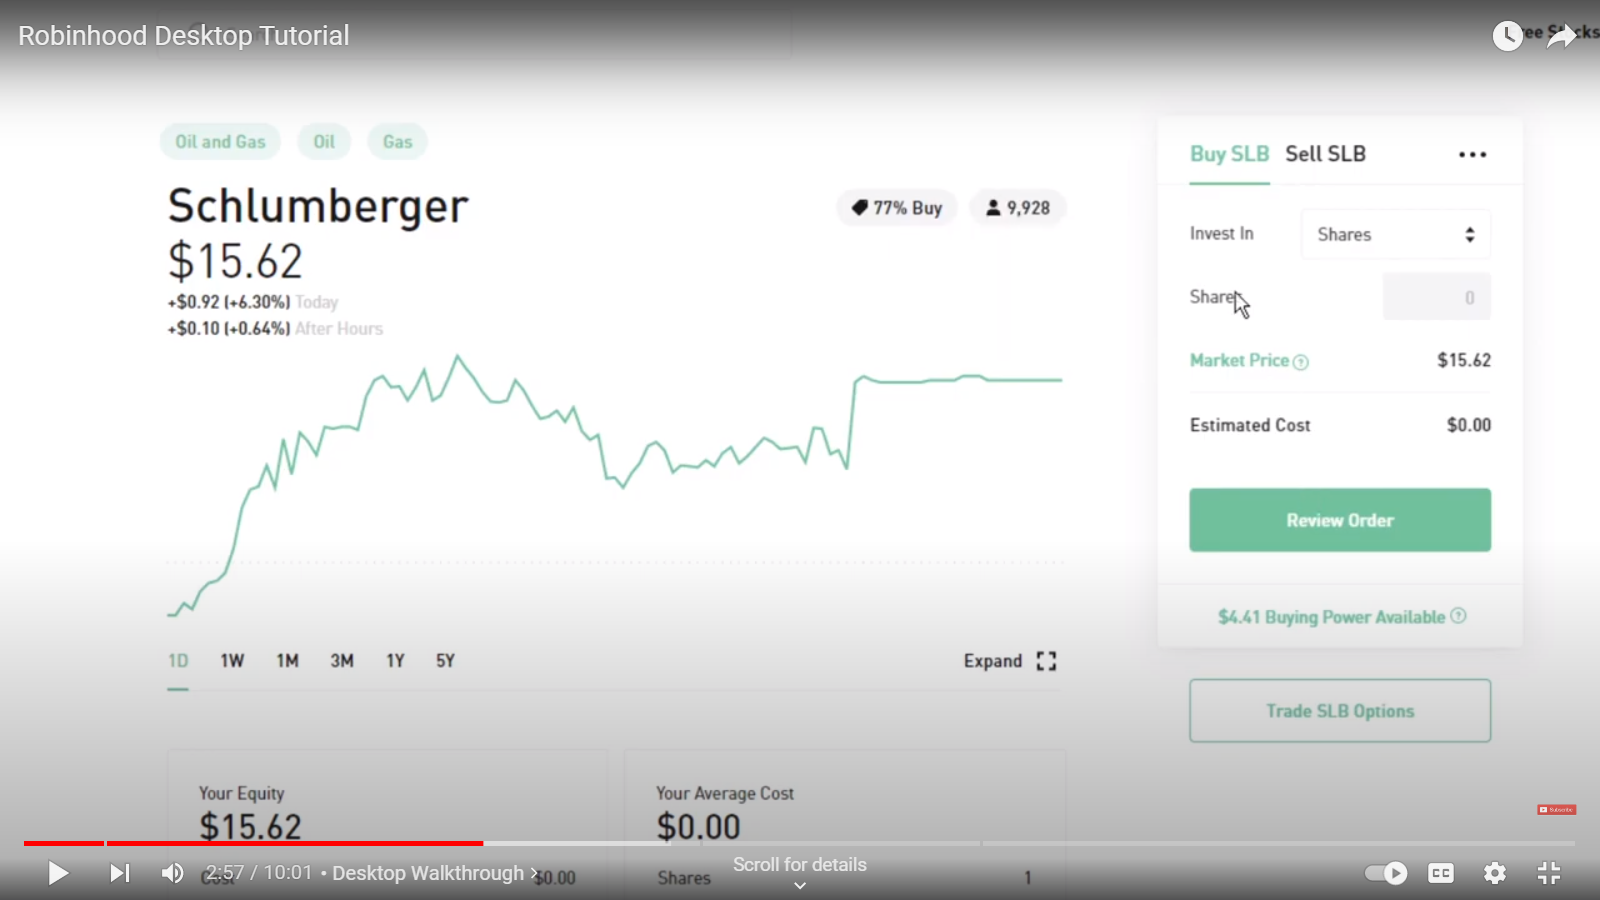 Robinhood Desktop Tutorial
Oil and Gas
Oil
Gas
Schlumberger
$15.62
+$0.92 (+6.30%) Today
+$0.10 (+0.64%) After Hours
77% Buy
9,928
1D 1W 1M 3M 1Y 5Y
Expand
Your Equity
$15.62
Cost $0.00
Your Average Cost
$0.00
Shares 1
Buy SLB
Sell SLB
Invest In Shares
Shares 0
Market Price $15.62
Estimated Cost $0.00
Review Order
$4.41 Buying Power Available
Trade SLB Options
Subscribe
2:57 / 10:01 • Desktop Walkthrough
Scroll for details
CC